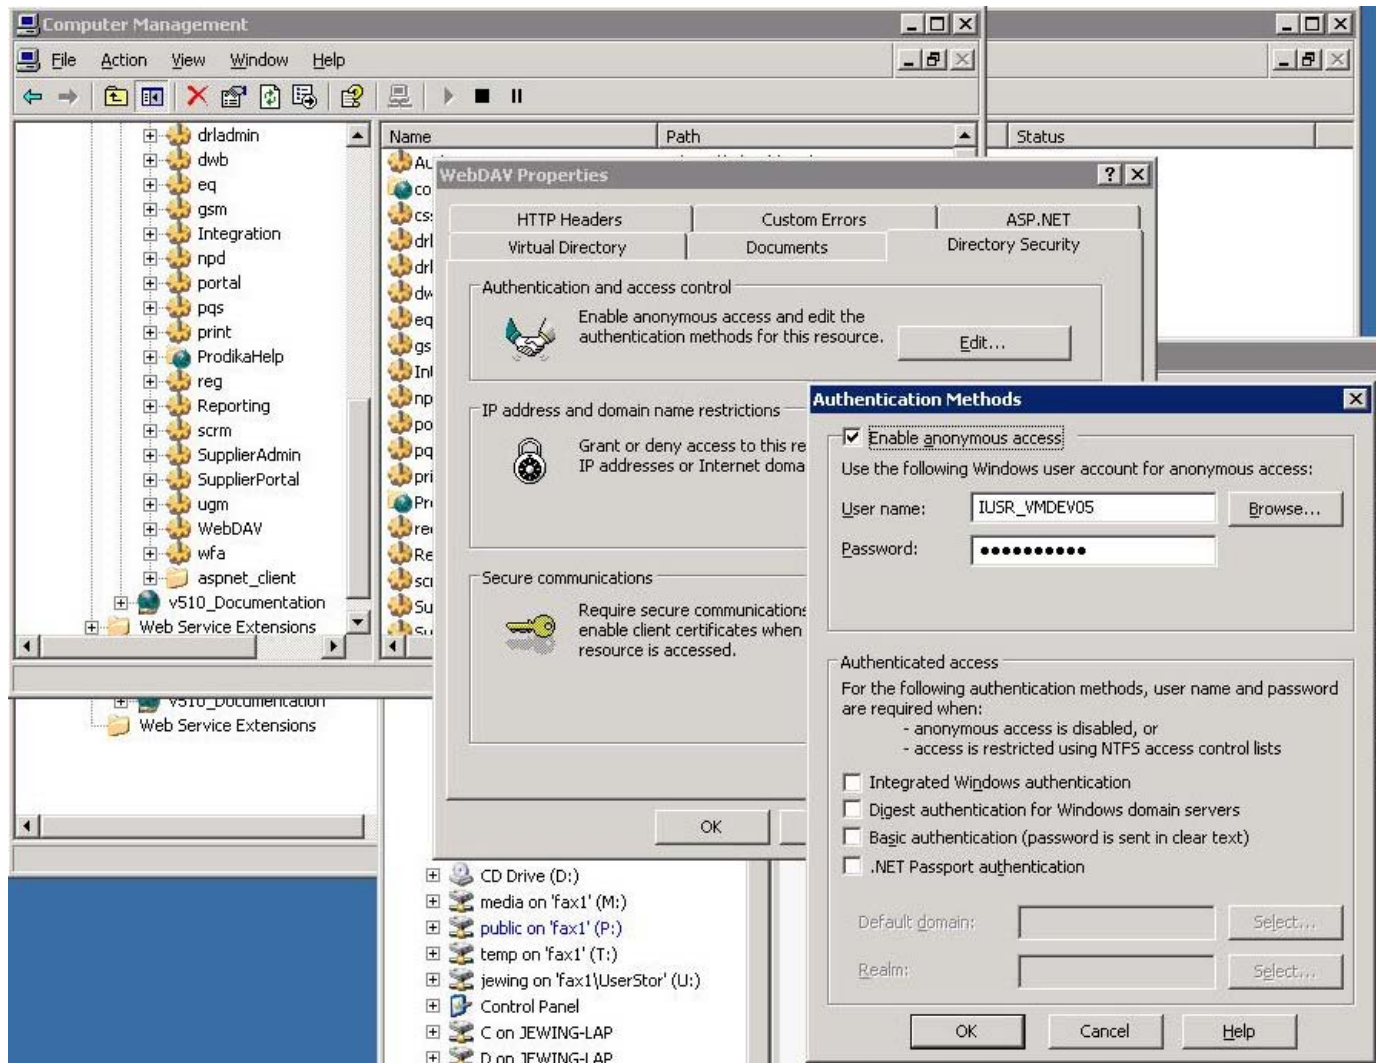 Computer Management
File Action View Window Help
drladmin
dwb
eq
gsm
Integration
npd
portal
pqs
print
ProdikaHelp
reg
Reporting
scrm
SupplierAdmin
SupplierPortal
ugm
WebDAV
wfa
aspnet_client
v510_Documentation
Web Service Extensions
v510_Documentation
Web Service Extensions
Name Path
Status
WebDAV Properties
HTTP Headers Custom Errors ASP.NET
Virtual Directory Documents Directory Security
Authentication and access control
Enable anonymous access and edit the
authentication methods for this resource.
Edit...
IP address and domain name restrictions
Grant or deny access to this re
IP addresses or Internet doma
Secure communications
Require secure communications
enable client certificates when
resource is accessed.
OK
Authentication Methods
Enable anonymous access
Use the following Windows user account for anonymous access:
User name: IUSR_VMDEV05 Browse...
Password:
Authenticated access
For the following authentication methods, user name and password
are required when:
- anonymous access is disabled, or
- access is restricted using NTFS access control lists
Integrated Windows authentication
Digest authentication for Windows domain servers
Basic authentication (password is sent in clear text)
.NET Passport authentication
Default domain: Select...
Realm: Select...
OK Cancel Help
CD Drive (D:)
media on 'fax1' (M:)
public on 'fax1' (P:)
temp on 'fax1' (T:)
jewing on 'fax1\UserStor' (U:)
Control Panel
C on JEWING-LAP
D on JEWING-LAP